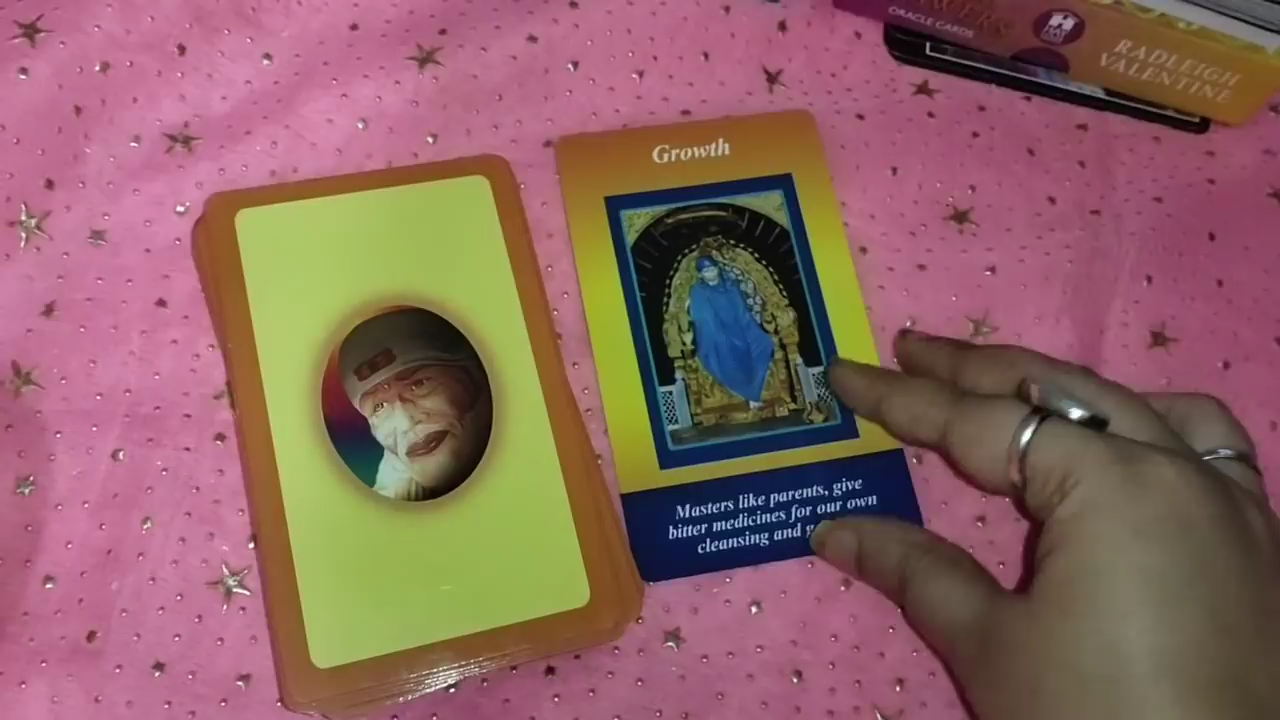 ORACLE CARDS
RADLEIGH
VALENTINE
Growth
Masters like parents, give
bitter medicines for our own
cleansing and